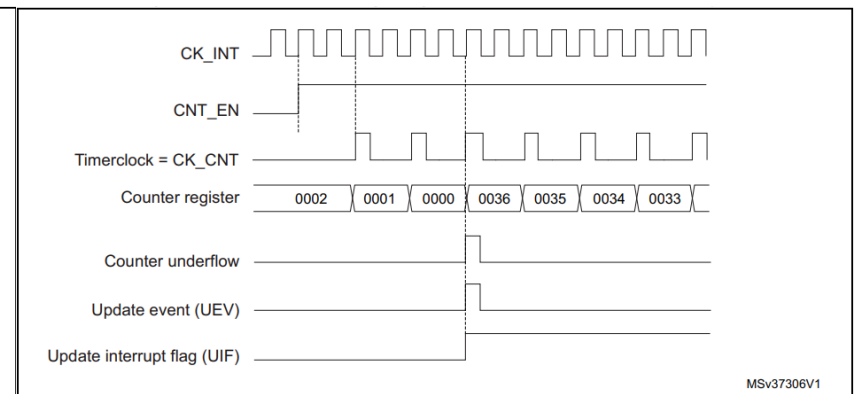 CK_INT
CNT_EN
Timerclock = CK_CNT
Counter register 0002 0001 0000 0036 0035 0034 0033
Counter underflow
Update event (UEV)
Update interrupt flag (UIF)
MSv37306V1